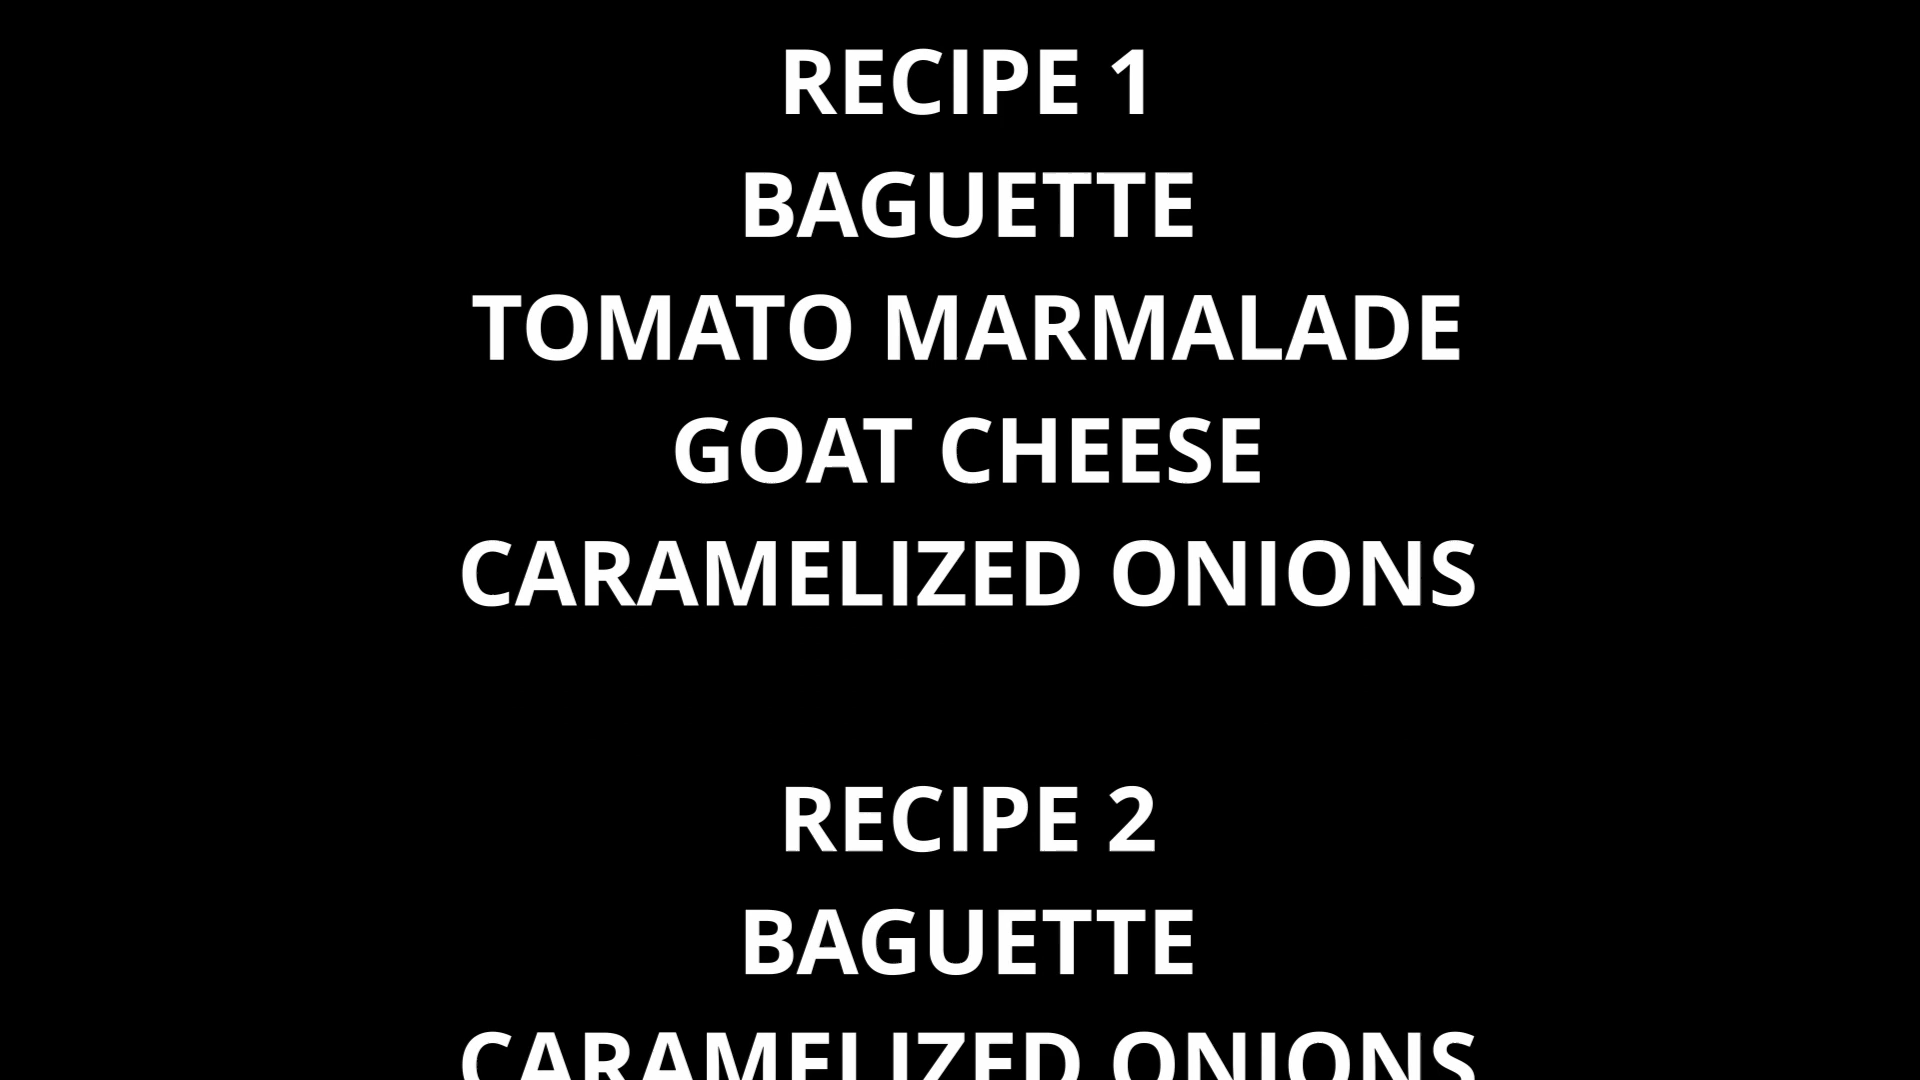 RECIPE 1
BAGUETTE
TOMATO MARMALADE
GOAT CHEESE
CARAMELIZED ONIONS
RECIPE 2
BAGUETTE
CARAMELIZED ONIONS